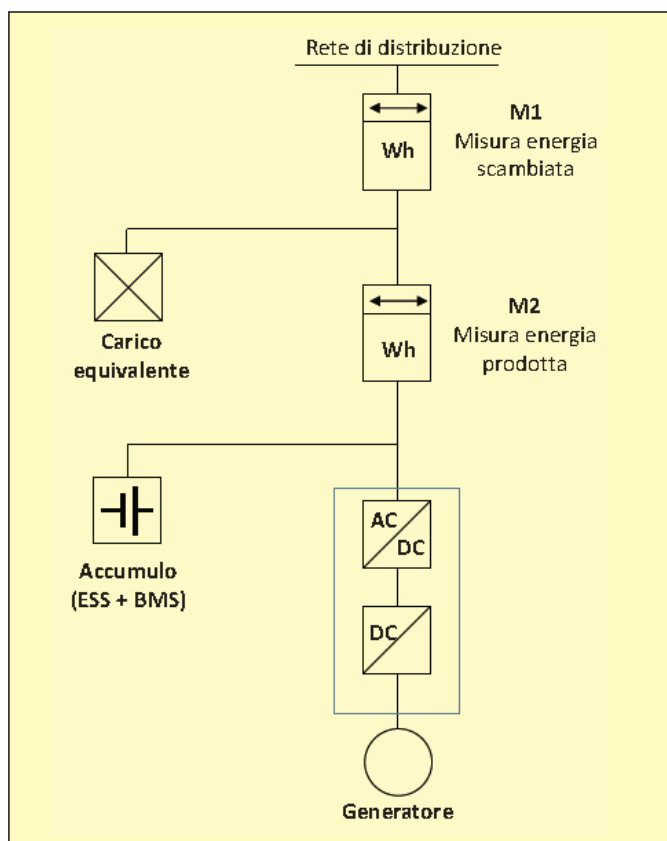 Rete di distribuzione
M1
Misura energia
scambiata
Wh
Carico
equivalente
M2
Misura energia
prodotta
Wh
AC
DC
Accumulo
(ESS + BMS)
DC
Generatore